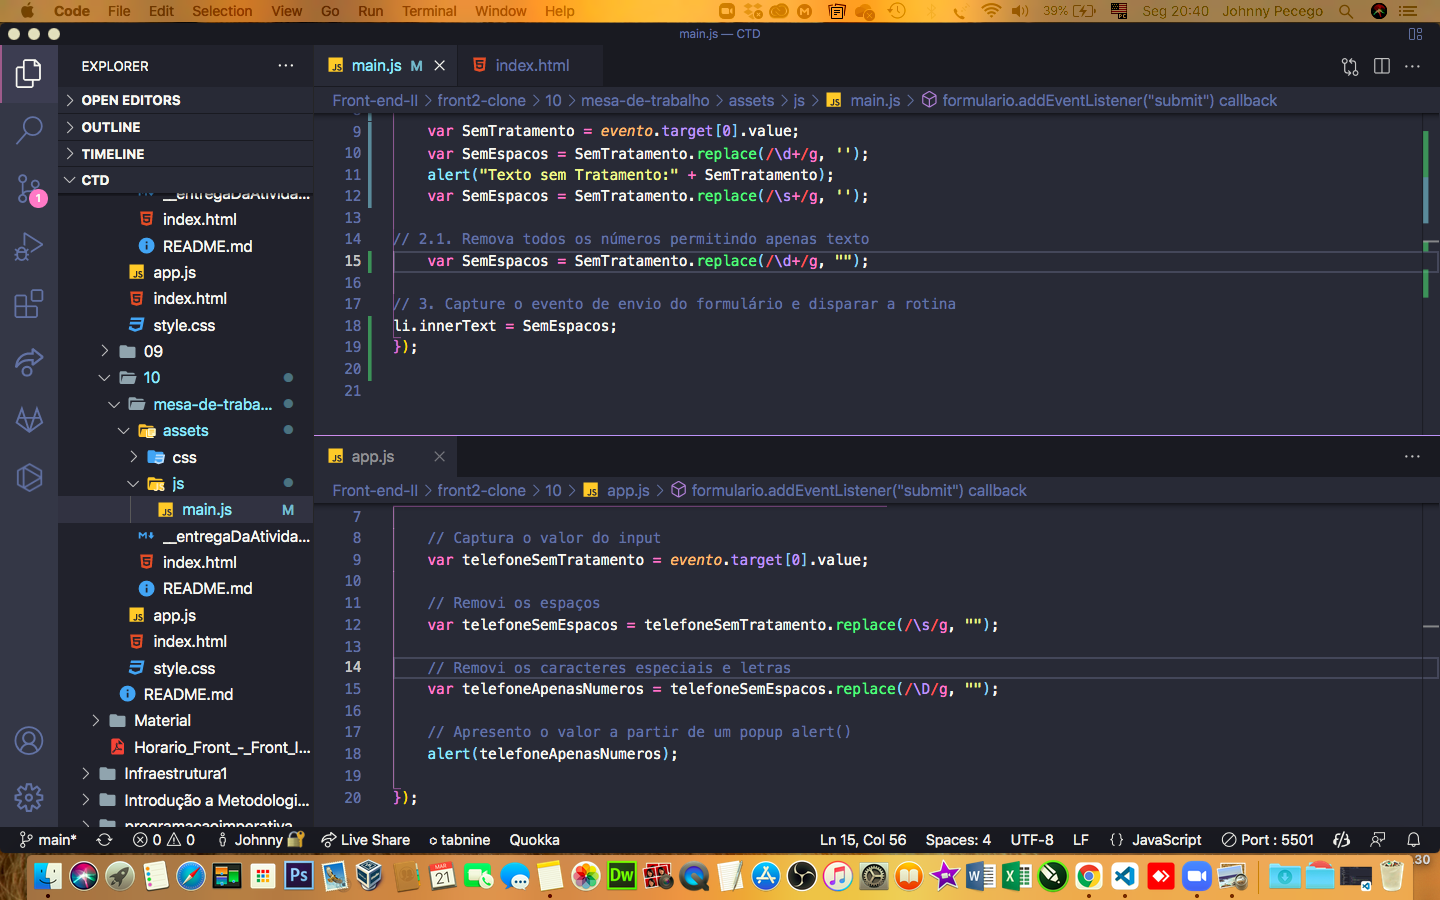 Code File Edit Selection View Go Run Terminal Window Help 39% Seg 20:40 Johnny Pecego
main.js — CTD
EXPLORER
OPEN EDITORS
OUTLINE
TIMELINE
CTD
__entregaDaAtivida...
index.html
README.md
app.js
index.html
style.css
09
10
mesa-de-traba...
assets
css
js
main.js M
__entregaDaAtivida...
index.html
README.md
app.js
index.html
style.css
README.md
Material
Horario_Front_-_Front_I...
Infraestrutura1
Introdução a Metodologi...
programacaoimperativa
1
main.js M
index.html
Front-end-II > front2-clone > 10 > mesa-de-trabalho > assets > js > main.js > formulario.addEventListener("submit") callback
9 var SemTratamento = evento.target[0].value;
10 var SemEspacos = SemTratamento.replace(/\d+/g, '');
11 alert("Texto sem Tratamento:" + SemTratamento);
12 var SemEspacos = SemTratamento.replace(/\s+/g, '');
13
14 // 2.1. Remova todos os números permitindo apenas texto
15 var SemEspacos = SemTratamento.replace(/\d+/g, "");
16
17 // 3. Capture o evento de envio do formulário e disparar a rotina
18 li.innerText = SemEspacos;
19 });
20
21
app.js
Front-end-II > front2-clone > 10 > app.js > formulario.addEventListener("submit") callback
7
8 // Captura o valor do input
9 var telefoneSemTratamento = evento.target[0].value;
10
11 // Removi os espaços
12 var telefoneSemEspacos = telefoneSemTratamento.replace(/\s/g, "");
13
14 // Removi os caracteres especiais e letras
15 var telefoneApenasNumeros = telefoneSemEspacos.replace(/\D/g, "");
16
17 // Apresento o valor a partir de um popup alert()
18 alert(telefoneApenasNumeros);
19
20 });
main* 0 0 Johnny Live Share tabnine Quokka Ln 15, Col 56 Spaces: 4 UTF-8 LF {} JavaScript Port : 5501
Ps MAR 21 Dw W X
30